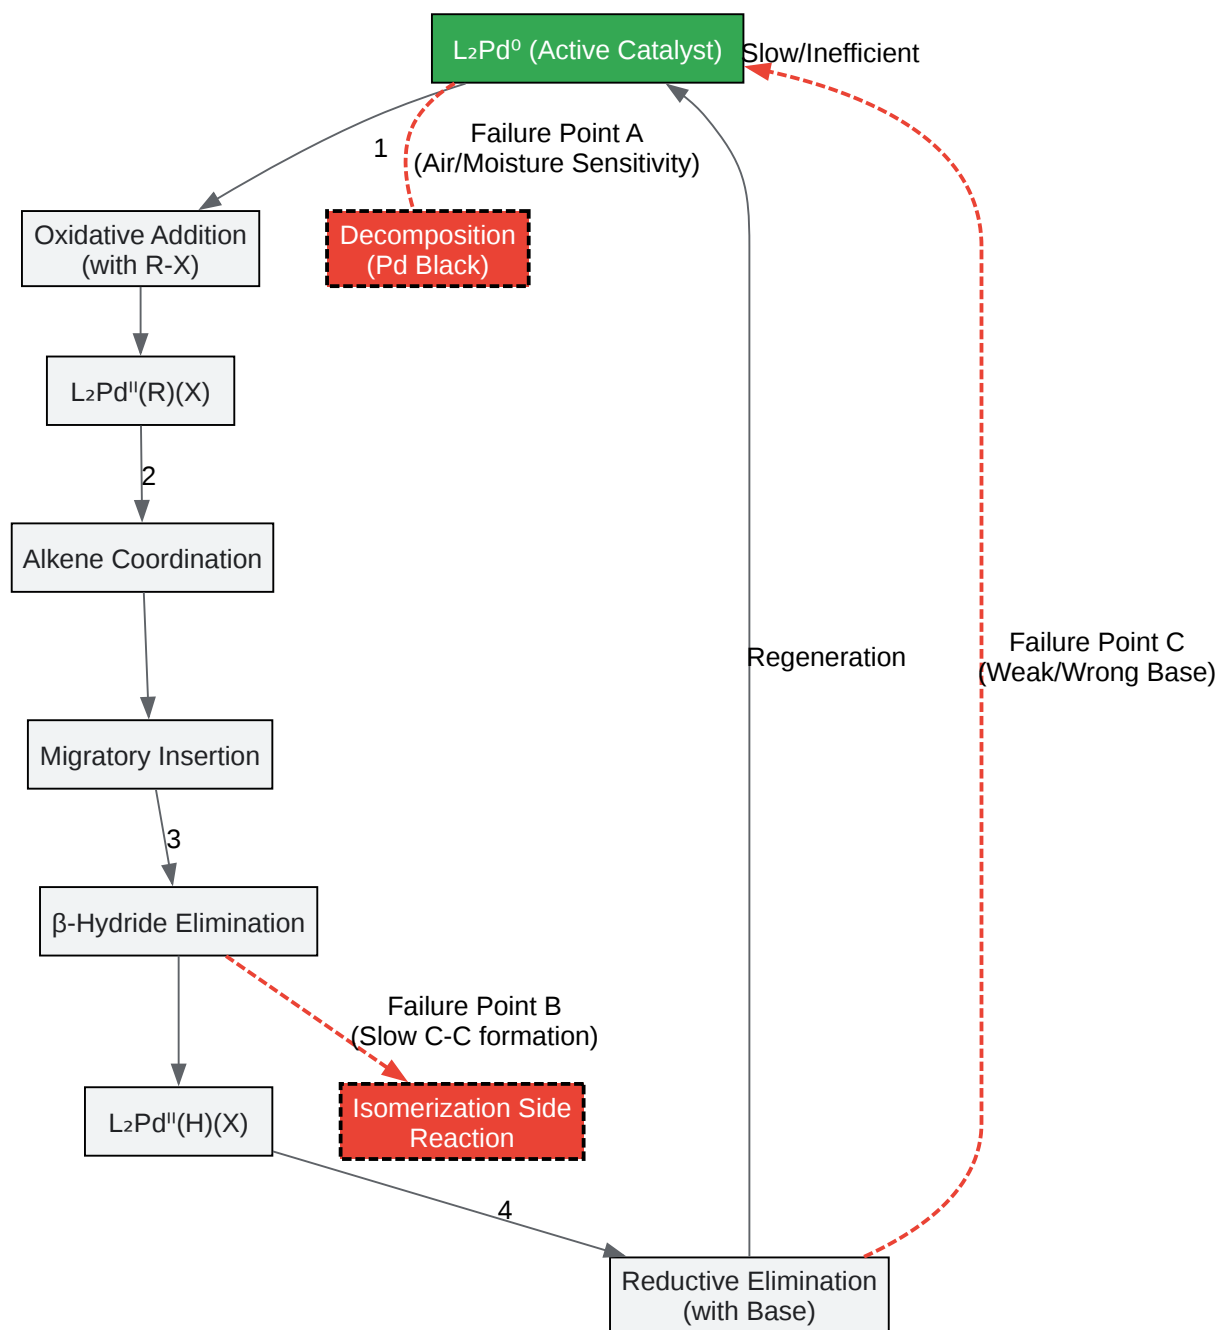 L₂Pd⁰ (Active Catalyst)
Slow/Inefficient
1
Failure Point A
(Air/Moisture Sensitivity)
Oxidative Addition
(with R-X)
Decomposition
(Pd Black)
L₂Pdᴵᴵ(R)(X)
2
Alkene Coordination
Failure Point C
(Weak/Wrong Base)
Regeneration
Migratory Insertion
3
β-Hydride Elimination
Failure Point B
(Slow C-C formation)
L₂Pdᴵᴵ(H)(X)
Isomerization Side
Reaction
4
Reductive Elimination
(with Base)